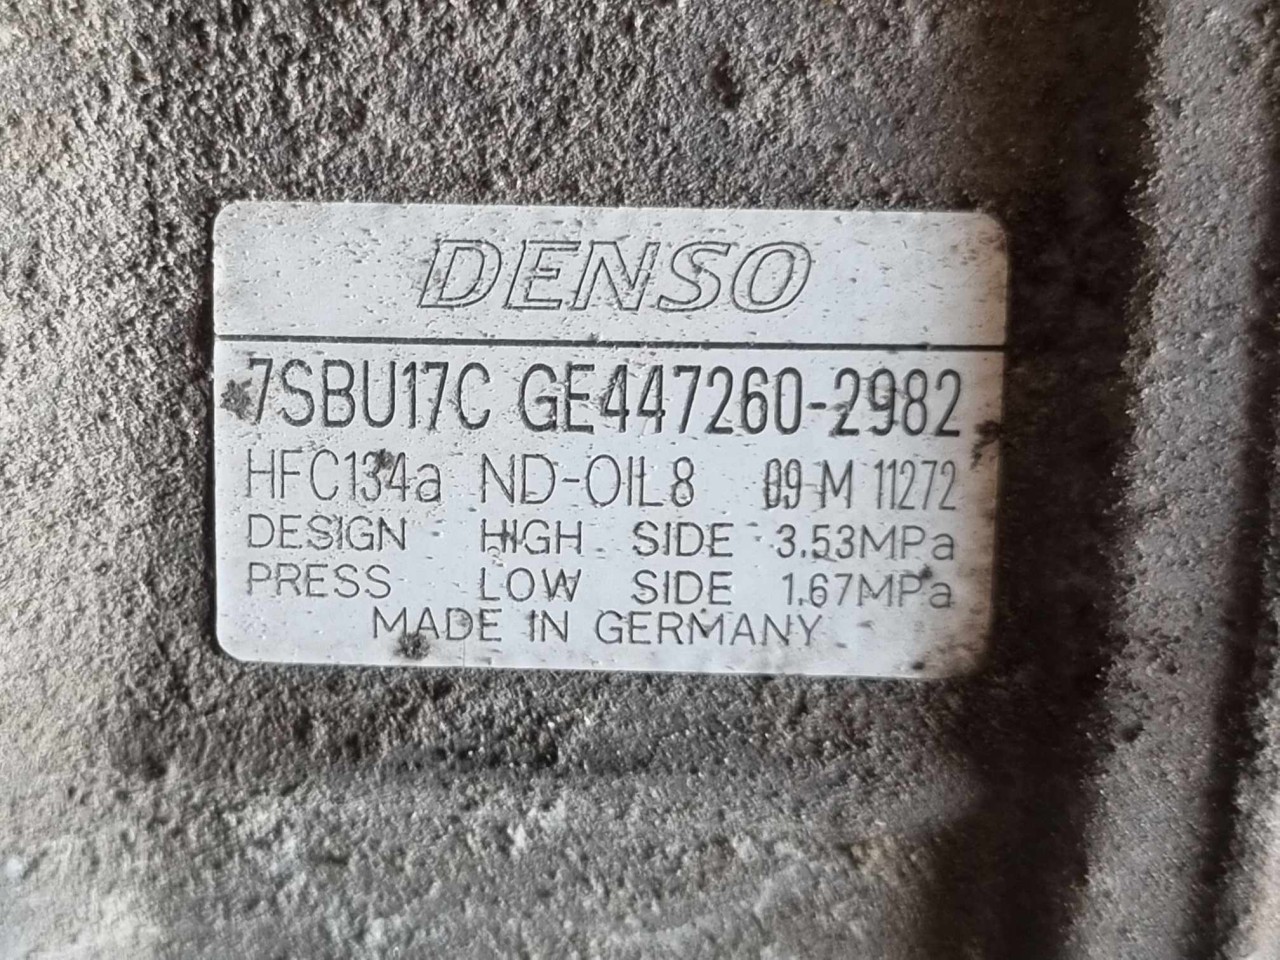 DENSO
7SBU17C GE447260-2982
HFC134a ND-OIL8 09-M 11272
DESIGN HIGH SIDE 3.53MPa
PRESS LOW SIDE 1.67MPa
MADE IN GERMANY